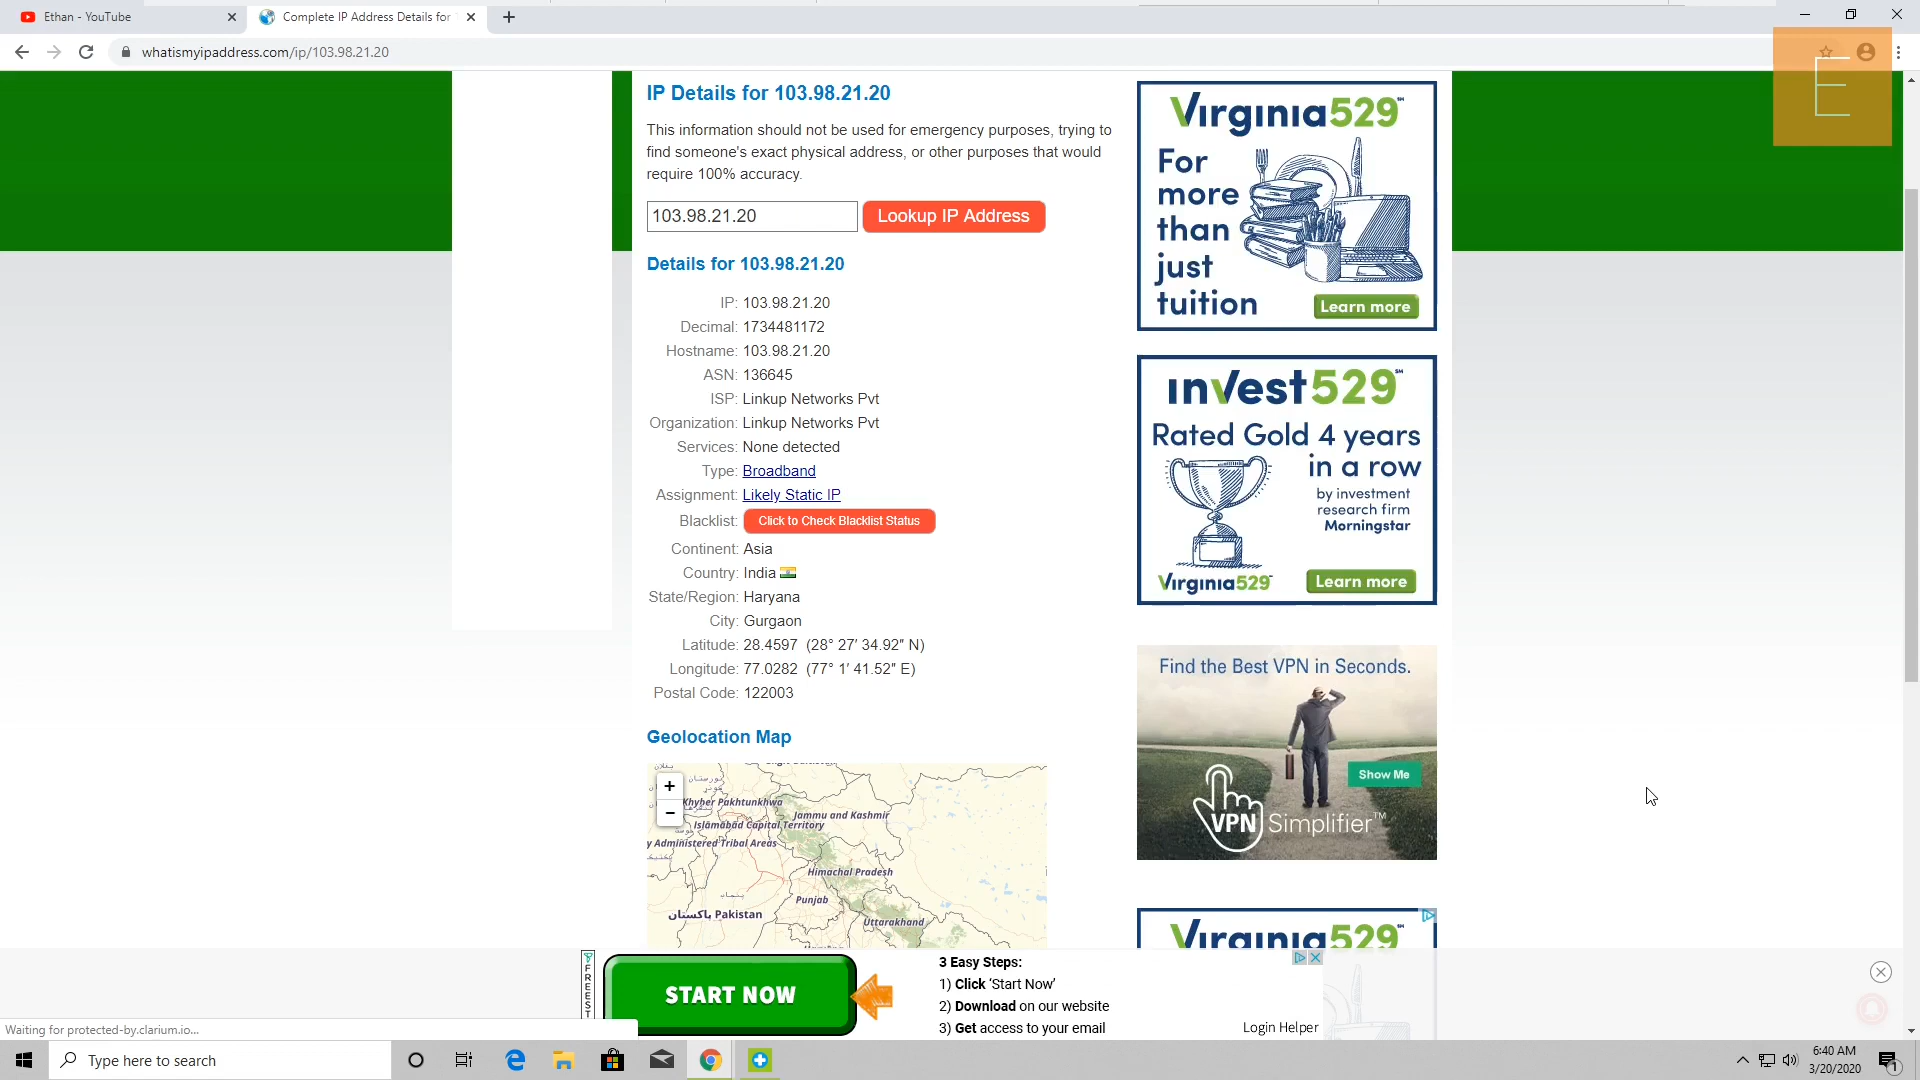 Ethan - YouTube
Complete IP Address Details for
whatismyipaddress.com/ip/103.98.21.20
E
IP Details for 103.98.21.20
This information should not be used for emergency purposes, trying to
find someone's exact physical address, or other purposes that would
require 100% accuracy.
103.98.21.20
Lookup IP Address
Details for 103.98.21.20
IP: 103.98.21.20
Decimal: 1734481172
Hostname: 103.98.21.20
ASN: 136645
ISP: Linkup Networks Pvt
Organization: Linkup Networks Pvt
Services: None detected
Type: Broadband
Assignment: Likely Static IP
Blacklist: Click to Check Blacklist Status
Continent: Asia
Country: India
State/Region: Haryana
City: Gurgaon
Latitude: 28.4597 (28° 27′ 34.92″ N)
Longitude: 77.0282 (77° 1′ 41.52″ E)
Postal Code: 122003
Geolocation Map
+
−
Khyber Pakhtunkhwa
Jammu and Kashmir
Islāmābād Capital Territory
y Administered Tribal Areas
Himachal Pradesh
Punjab
پاکستان Pakistan
Uttarakhand
Virginia529℠
For
more
than
just
tuition
Learn more
invest529℠
Rated Gold 4 years
in a row
by investment
research firm
Morningstar
Virginia529℠
Learn more
Find the Best VPN in Seconds.
Show Me
VPN Simplifier™
Virginia529
FREEST
START NOW
3 Easy Steps:
1) Click ‘Start Now’
2) Download on our website
3) Get access to your email
Login Helper
Waiting for protected-by.clarium.io...
Type here to search
6:40 AM
3/20/2020
1